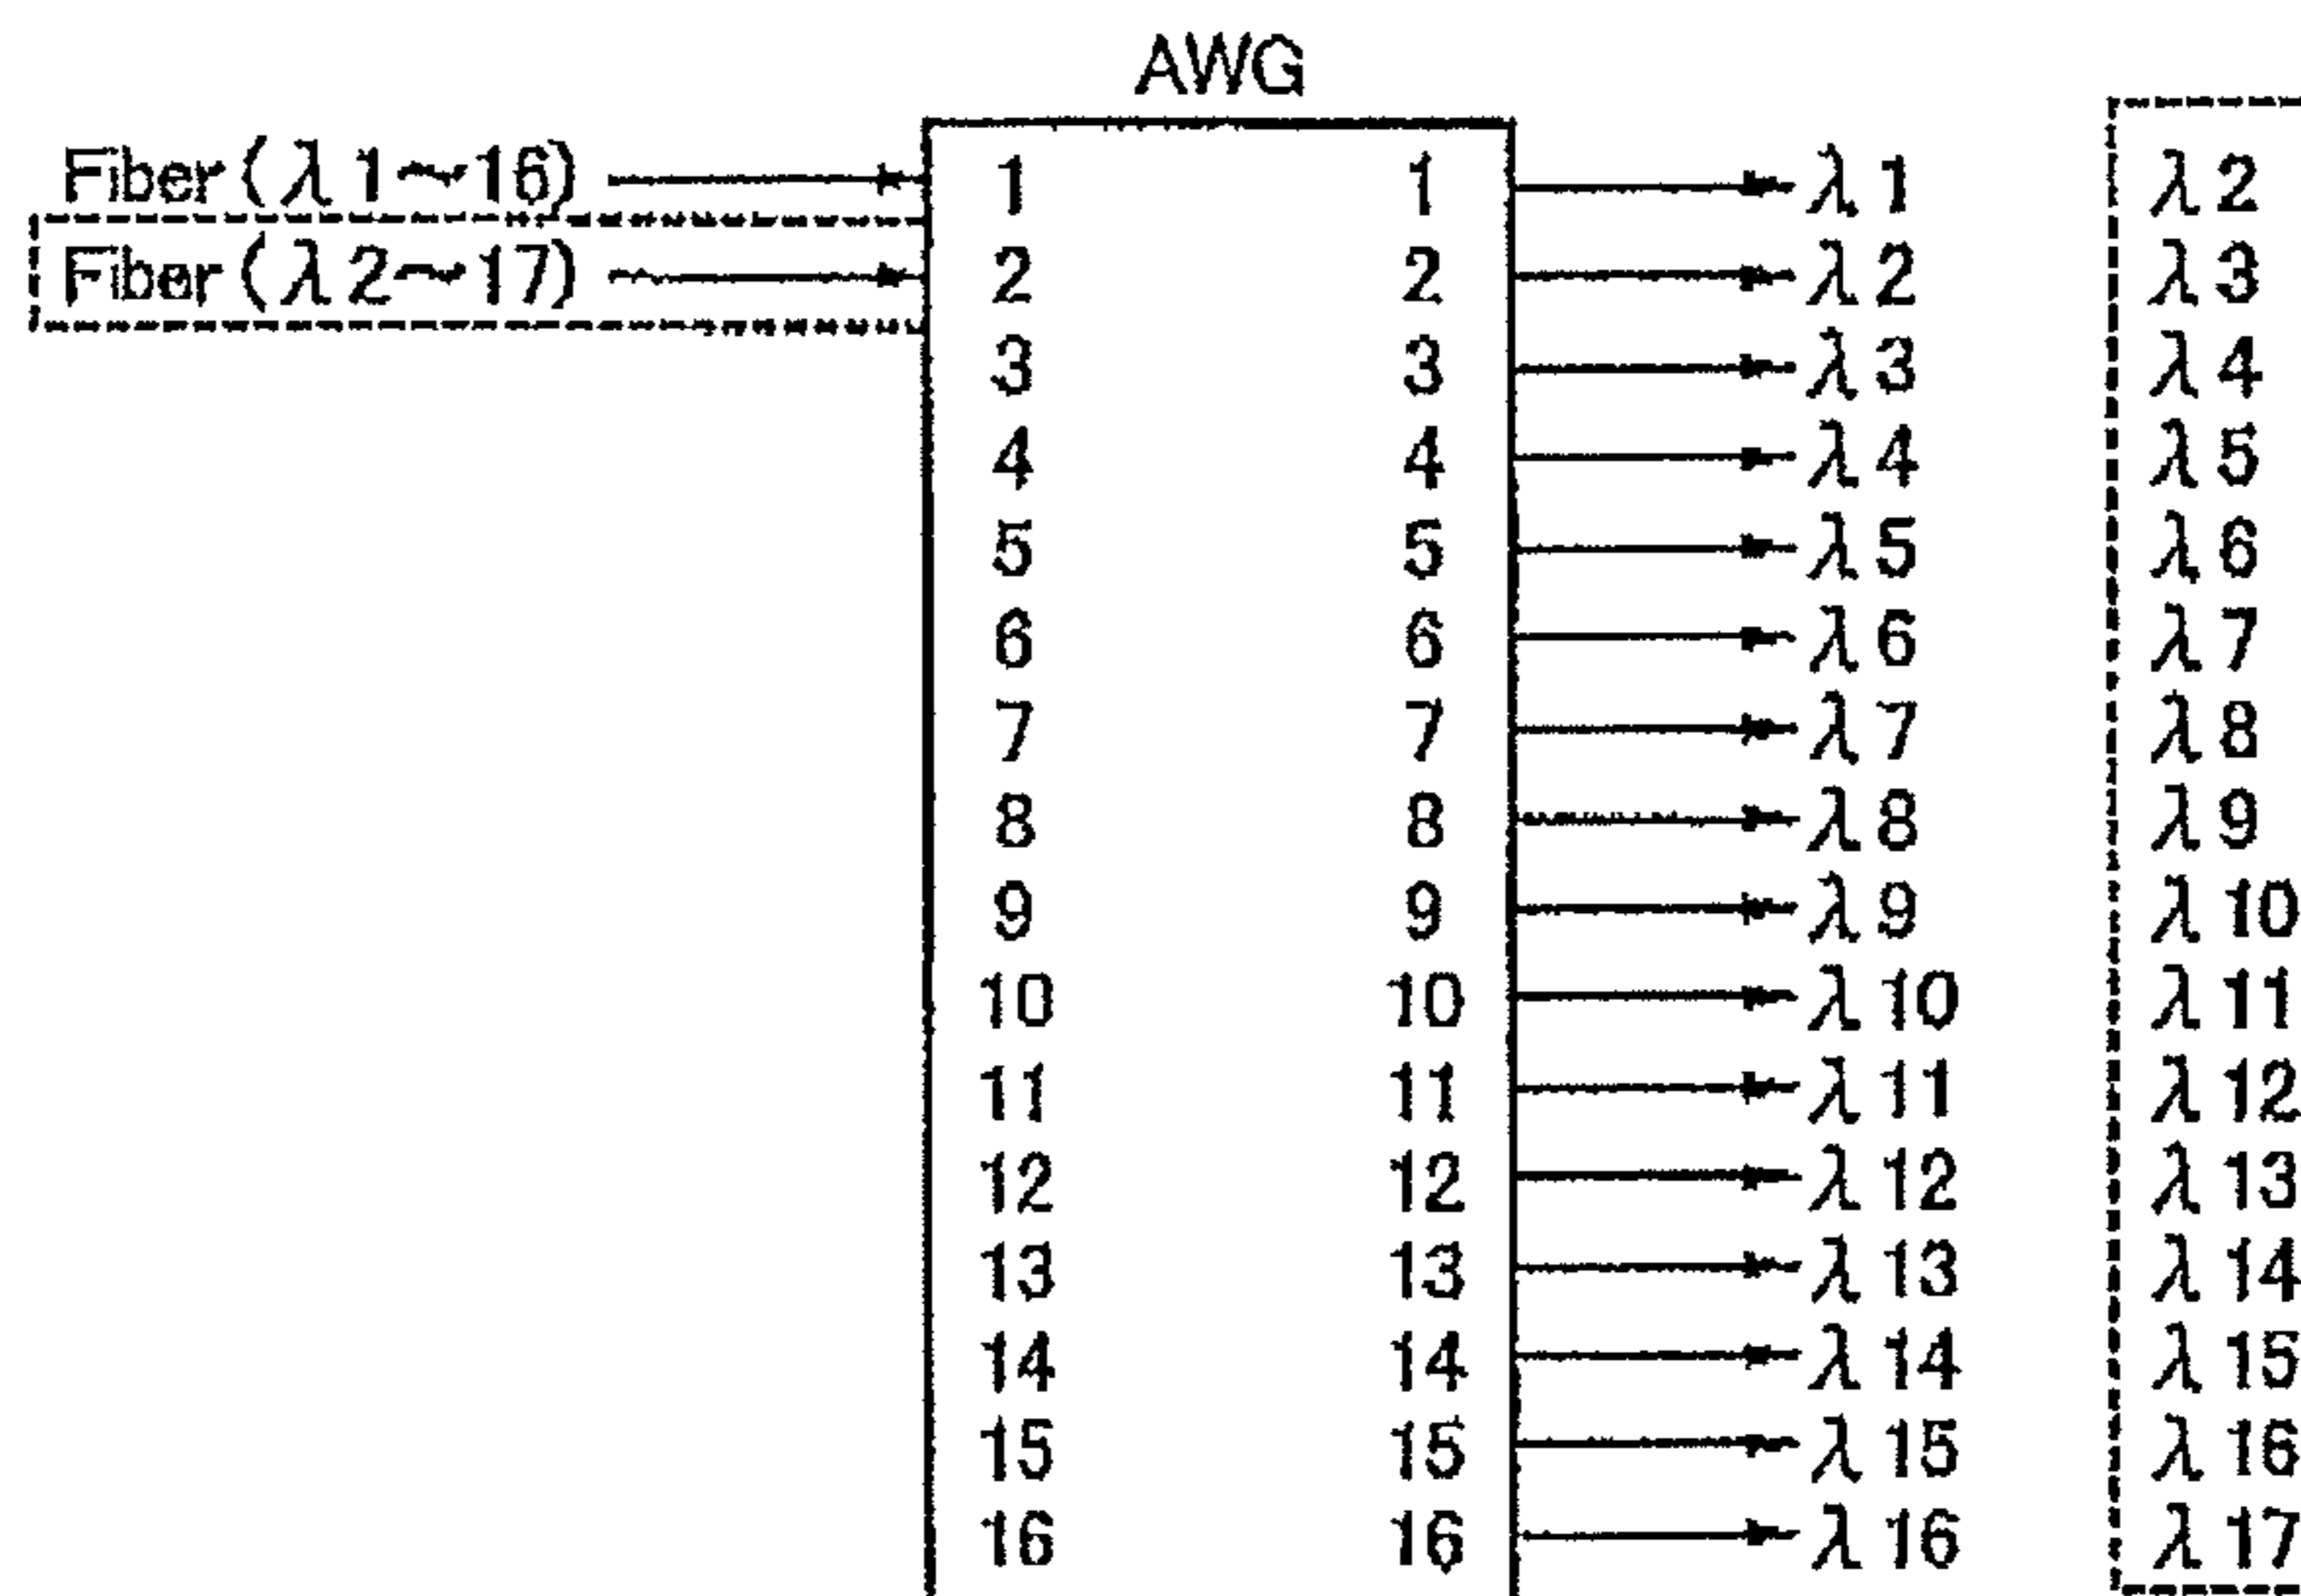 AWG
Fiber(λ1～16) 1 1 λ1 λ2
Fiber(λ2～17) 2 2 λ2 λ3
3 3 λ3 λ4
4 4 λ4 λ5
5 5 λ5 λ6
6 6 λ6 λ7
7 7 λ7 λ8
8 8 λ8 λ9
9 9 λ9 λ10
10 10 λ10 λ11
11 11 λ11 λ12
12 12 λ12 λ13
13 13 λ13 λ14
14 14 λ14 λ15
15 15 λ15 λ16
16 16 λ16 λ17